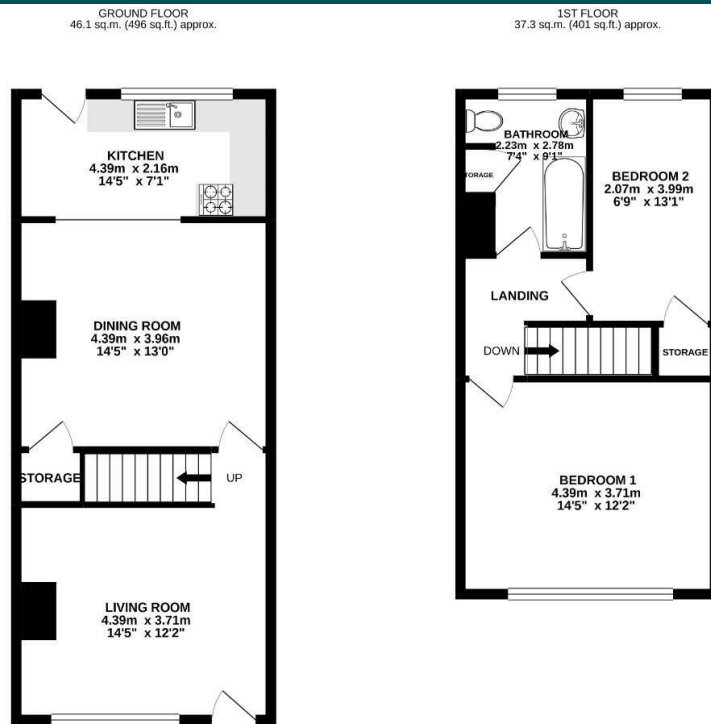 GROUND FLOOR
46.1 sq.m. (496 sq.ft.) approx.
KITCHEN
4.39m x 2.16m
14'5" x 7'1"
DINING ROOM
4.39m x 3.96m
14'5" x 13'0"
STORAGE
UP
LIVING ROOM
4.39m x 3.71m
14'5" x 12'2"
1ST FLOOR
37.3 sq.m. (401 sq.ft.) approx.
BATHROOM
2.23m x 2.78m
7'4" x 9'1"
STORAGE
BEDROOM 2
2.07m x 3.99m
6'9" x 13'1"
LANDING
DOWN
STORAGE
BEDROOM 1
4.39m x 3.71m
14'5" x 12'2"